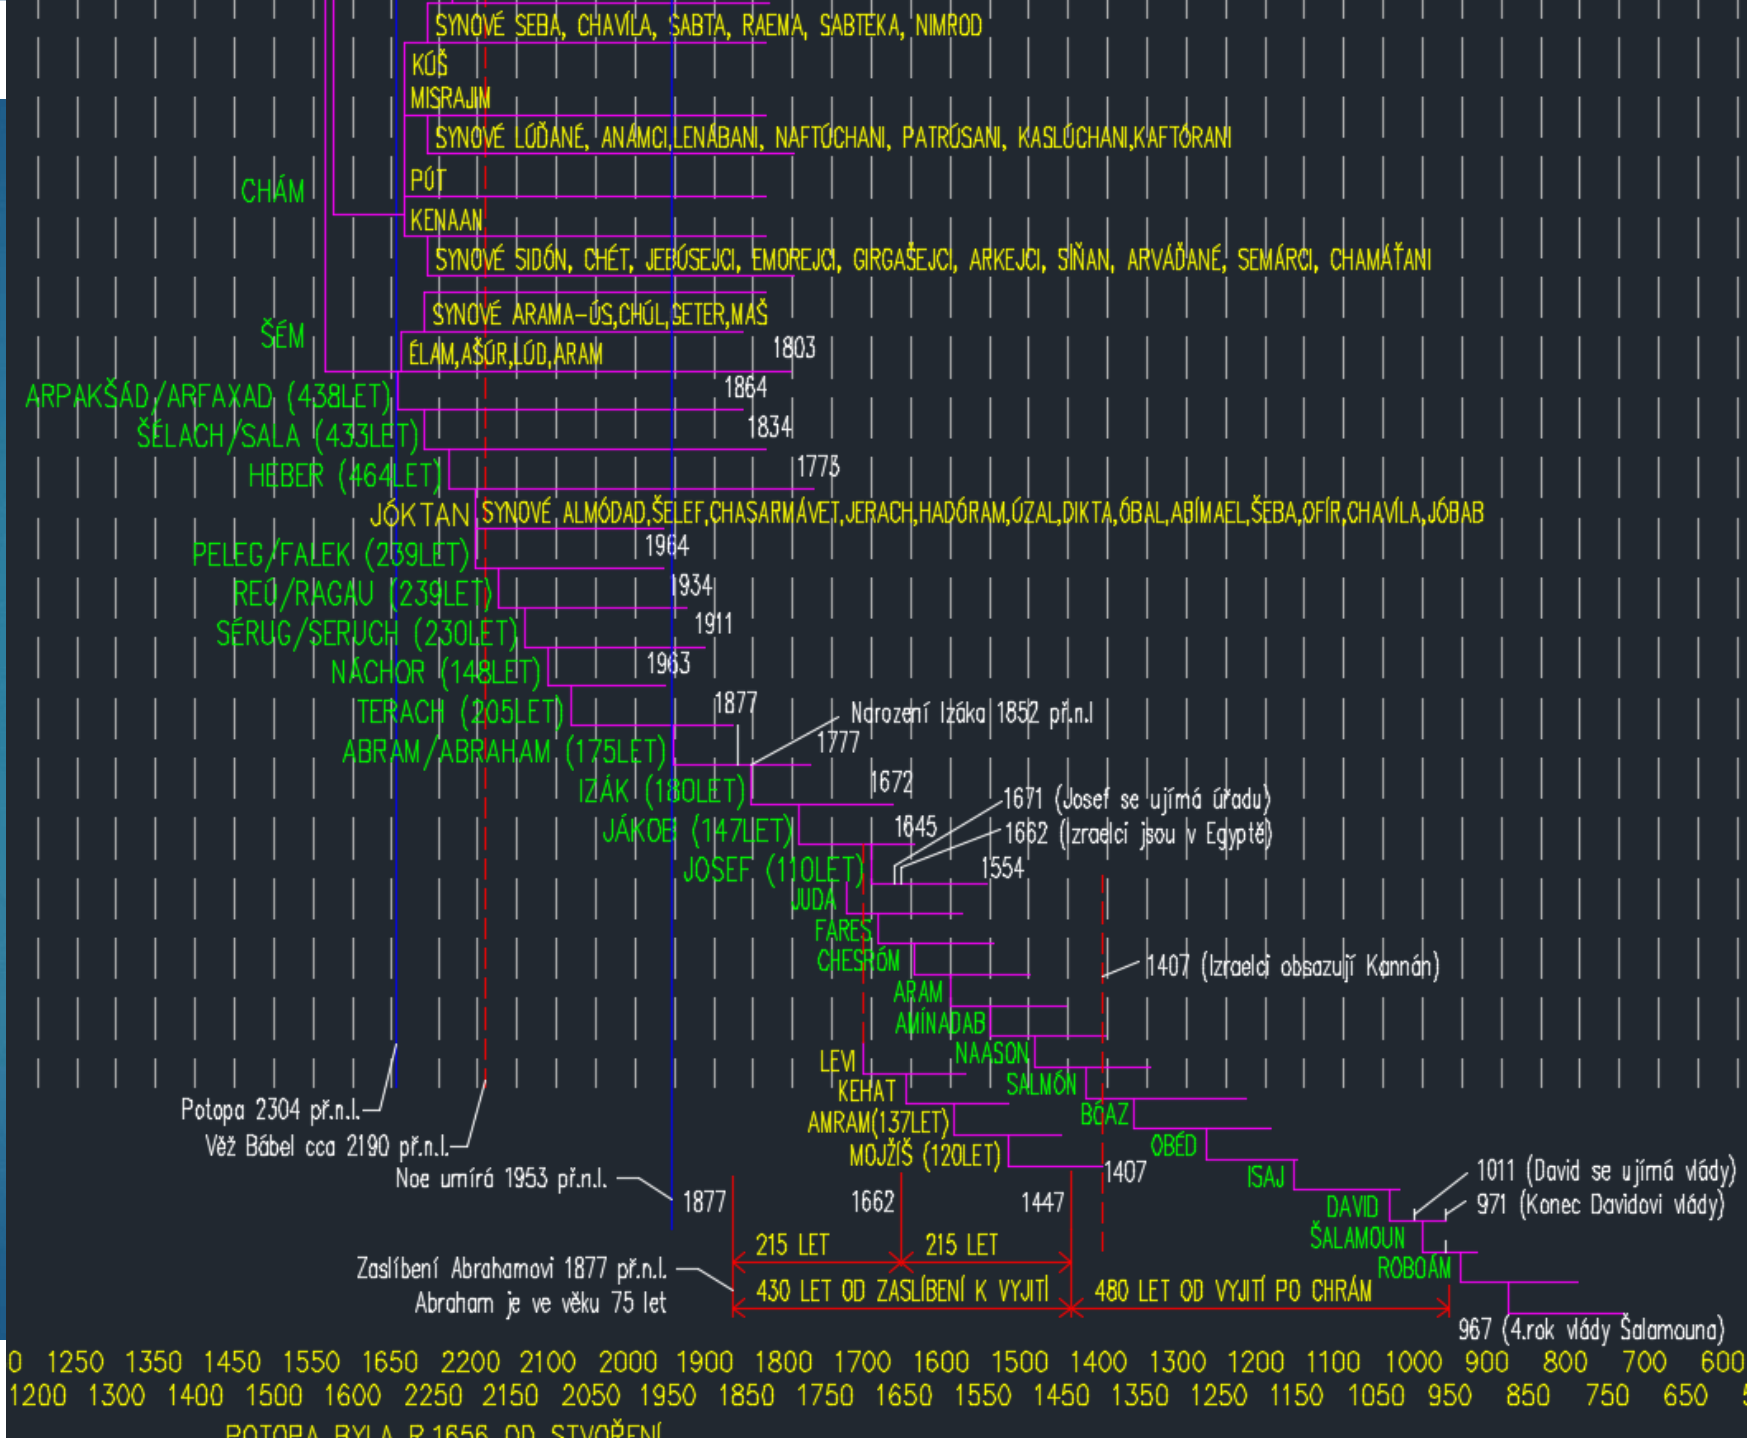 SYNOVÉ SEBA, CHAVÍLA, SABTA, RAEMA, SABTEKA, NIMROD
KÚŠ
MISRAJIM
SYNOVÉ LÚĎANÉ, ANÁMCI,LENÁBANI, NAFTÚCHANI, PATRÚSANI, KASLÚCHANI,KAFTÓRANI
CHÁM
PÚT
KENAAN
SYNOVÉ SIDÓN, CHÉT, JEBÚSEJCI, EMOREJCI, GIRGAŠEJCI, ARKEJCI, SÍŇAN, ARVÁĎANÉ, SEMÁRCI, CHAMÁŤANI
SYNOVÉ ARAMA-ÚS,CHÚL,GETER,MAŠ
ŠÉM
ÉLAM,AŠÚR,LÚD,ARAM
1803
ARPAKŠÁD/ARFAXAD (438LET)
1864
ŠÉLACH/SALA (433LET)
1834
HEBER (464LET)
1773
JÓKTAN
SYNOVÉ ALMÓDAD,ŠELEF,CHASARMÁVET,JERACH,HADÓRAM,ÚZAL,DIKTA,ÓBAL,ABÍMAEL,ŠEBA,OFÍR,CHAVÍLA,JÓBAB
PELEG/FALEK (239LET)
1964
REÚ/RAGAU (239LET)
1934
SÉRUG/SERUCH (230LET)
1911
NÁCHOR (148LET)
1963
TERACH (205LET)
1877
Narození Izáka 1852 př.n.l
ABRAM/ABRAHAM (175LET)
1777
IZÁK (180LET)
1672
1671 (Josef se ujímá úřadu)
JÁKOB (147LET)
1645
1662 (Izraelci jsou v Egyptě)
JOSEF (110LET)
1554
JUDA
FARES
CHESRÓM
1407 (Izraelci obsazují Kannán)
ARAM
AMÍNADAB
NAASON
LEVI
SALMÓN
KEHAT
Potopa 2304 př.n.l.
BÓAZ
AMRAM(137LET)
Věž Bábel cca 2190 př.n.l.
OBÉD
MOJŽÍŠ (120LET)
1407
Noe umírá 1953 př.n.l.
ISAJ
1011 (David se ujímá vlády)
1877
1662
1447
DAVID
971 (Konec Davidovi vlády)
ŠALAMOUN
215 LET
215 LET
Zaslíbení Abrahamovi 1877 př.n.l.
Abraham je ve věku 75 let
ROBOÁM
430 LET OD ZASLÍBENÍ K VYJITÍ
480 LET OD VYJITÍ PO CHRÁM
967 (4.rok vlády Šalamouna)
0 1250 1350 1450 1550 1650 2200 2100 2000 1900 1800 1700 1600 1500 1400 1300 1200 1100 1000 900 800 700 600
1200 1300 1400 1500 1600 2250 2150 2050 1950 1850 1750 1650 1550 1450 1350 1250 1150 1050 950 850 750 650
POTOPA BYLA R.1656 OD STVOŘENÍ